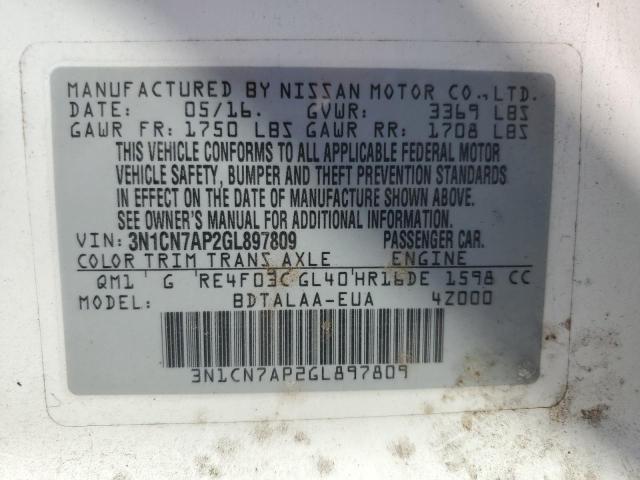 MANUFACTURED BY NISSAN MOTOR CO., LTD.
DATE: 05/16. GVWR: 3369 LBS
GAWR FR: 1750 LBS GAWR RR: 1708 LBS
THIS VEHICLE CONFORMS TO ALL APPLICABLE FEDERAL MOTOR
VEHICLE SAFETY, BUMPER AND THEFT PREVENTION STANDARDS
IN EFFECT ON THE DATE OF MANUFACTURE SHOWN ABOVE.
SEE OWNER'S MANUAL FOR ADDITIONAL INFORMATION.
VIN: 3N1CN7AP2GL897809 PASSENGER CAR.
COLOR TRIM TRANS AXLE ENGINE
QM1 G RE4F03C GL40 HR16DE 1598 CC
MODEL: BDTALAA-EUA 4Z000
3N1CN7AP2GL897809